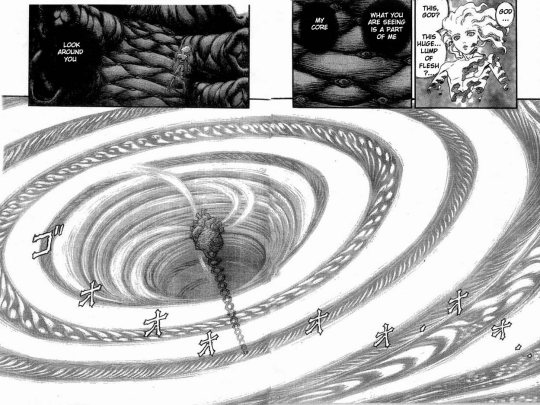 GOD
...
THIS,
GOD?
THIS
HUGE...
LUMP
OF
FLESH
?...
WHAT YOU
ARE SEEING
IS A PART
OF ME
MY
CORE
LOOK
AROUND
YOU
ゴ
オ
オ
オ
オ
オ
オ
オ